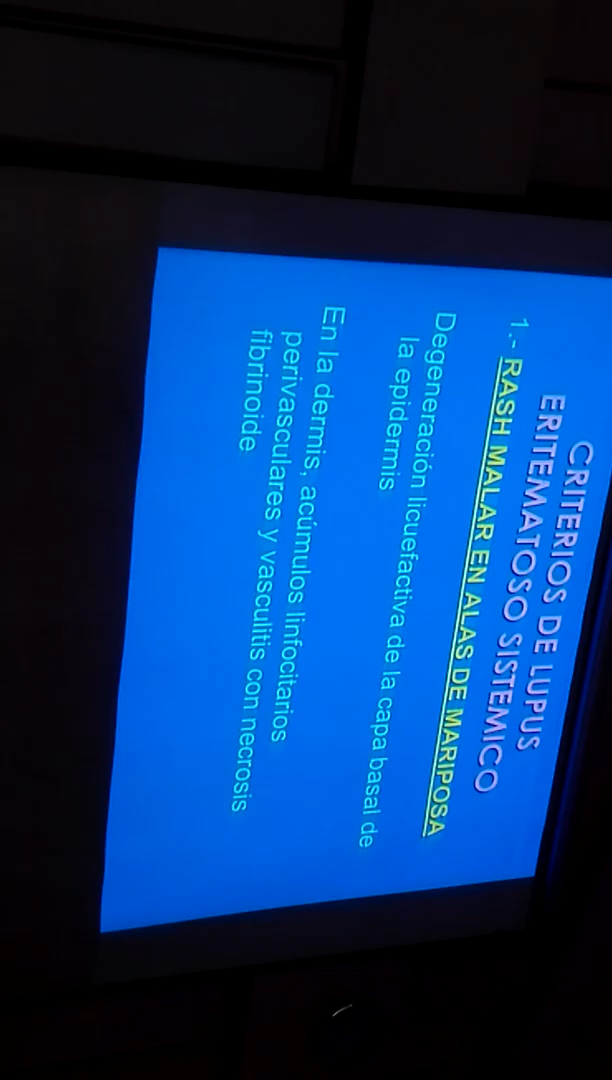 CRITERIOS DE LUPUS
ERITEMATOSO SISTEMICO
1.- RASH MALAR EN ALAS DE MARIPOSA
Degeneración licuefactiva de la capa basal de
la epidermis
En la dermis, acúmulos linfocitarios
perivasculares y vasculitis con necrosis
fibrinoide